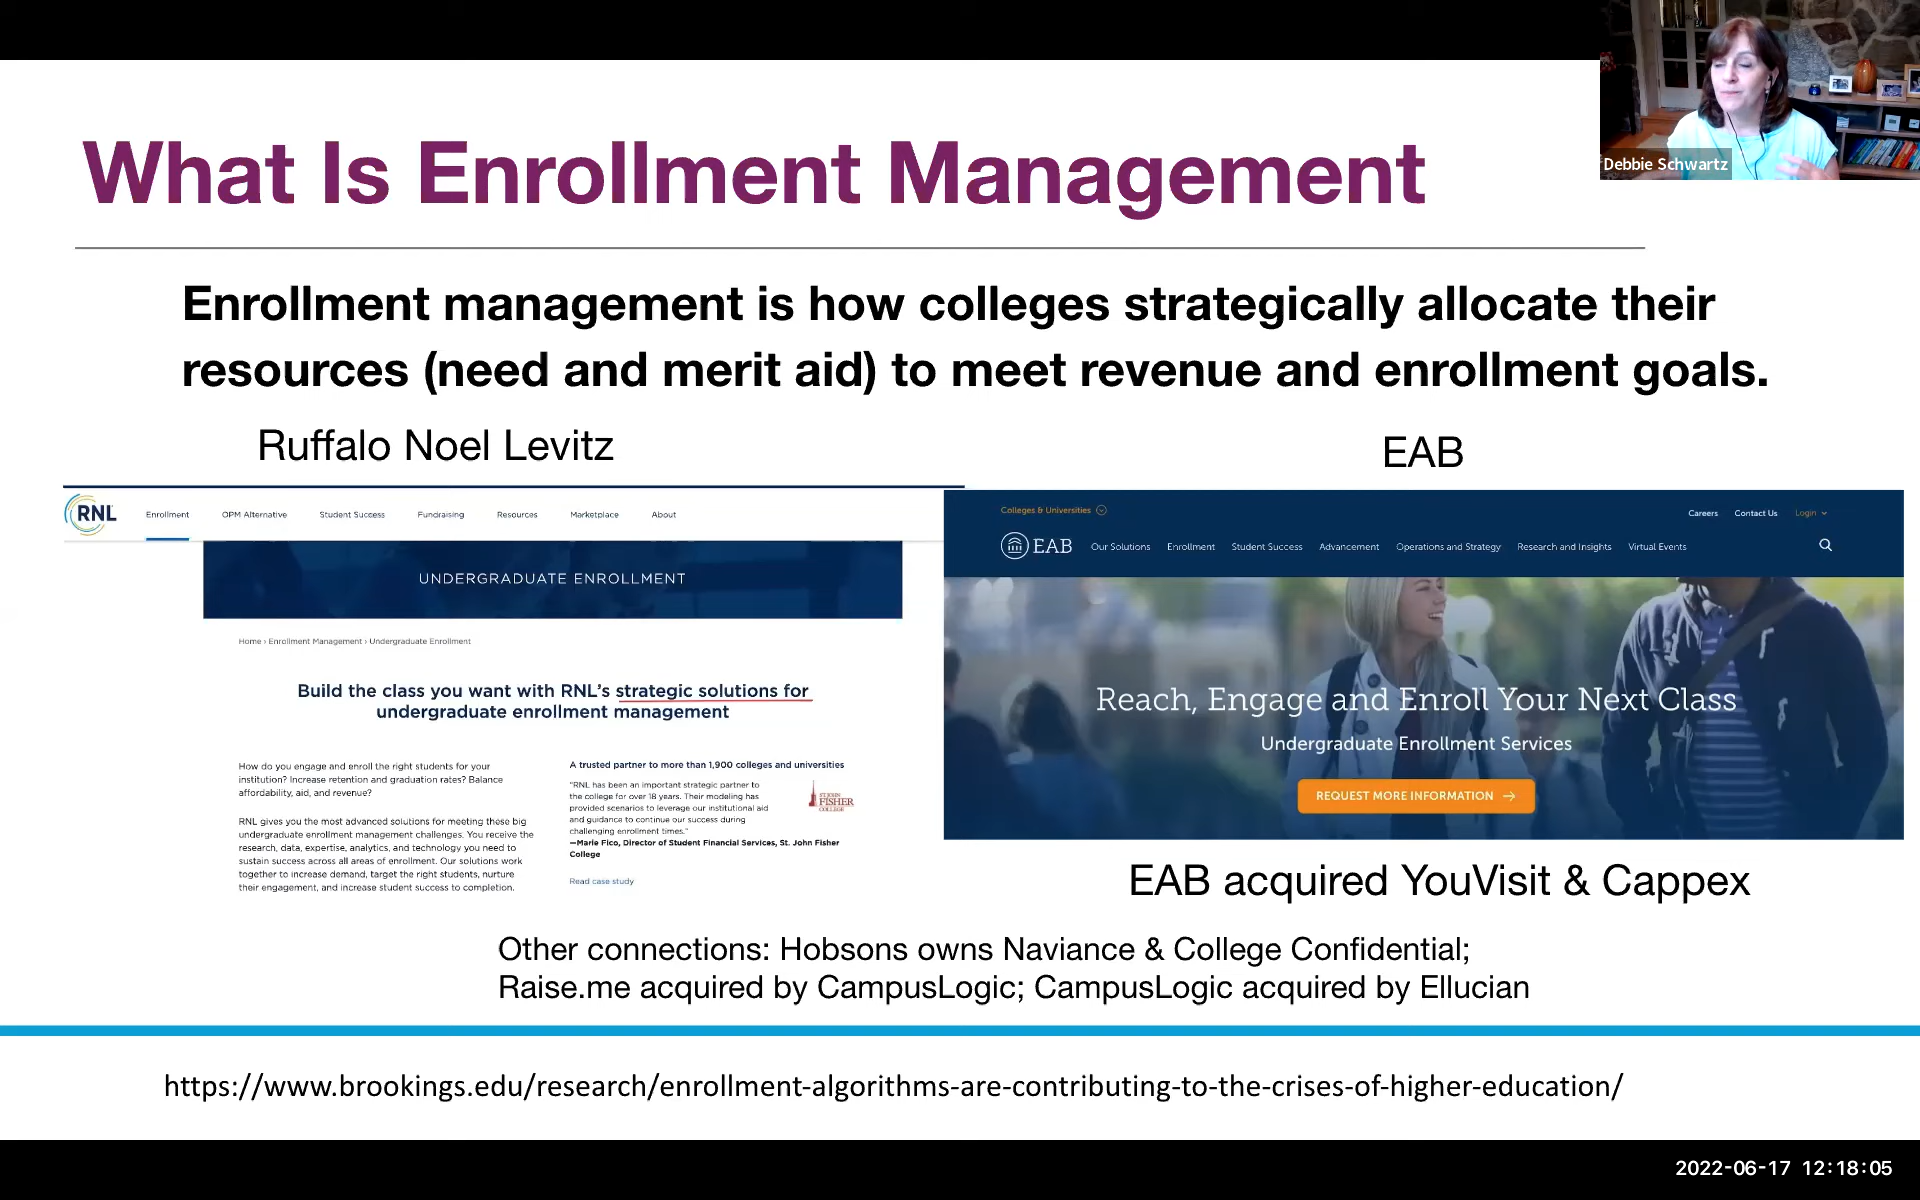 Debbie Schwartz
What Is Enrollment Management
Enrollment management is how colleges strategically allocate their
resources (need and merit aid) to meet revenue and enrollment goals.
Ruffalo Noel Levitz
RNL
Enrollment OPM Alternative Student Success Fundraising Resources Marketplace About
UNDERGRADUATE ENROLLMENT
Home › Enrollment Management › Undergraduate Enrollment
Build the class you want with RNL's strategic solutions for
undergraduate enrollment management
How do you engage and enroll the right students for your
institution? Increase retention and graduation rates? Balance
affordability, aid, and revenue?
RNL gives you the most advanced solutions for meeting these big
undergraduate enrollment management challenges. You receive the
research, data, expertise, analytics, and technology you need to
sustain success across all areas of enrollment. Our solutions work
together to increase demand, target the right students, nurture
their engagement, and increase student success to completion.
A trusted partner to more than 1,900 colleges and universities
"RNL has been an important strategic partner to
the college for over 18 years. Their modeling has
provided scenarios to leverage our institutional aid
and guidance to continue our success during
challenging enrollment times."
—Marie Fico, Director of Student Financial Services, St. John Fisher
College
ST. JOHN
FISHER
COLLEGE
Read case study
EAB
Colleges & Universities
Careers Contact Us Login
EAB Our Solutions Enrollment Student Success Advancement Operations and Strategy Research and Insights Virtual Events
Reach, Engage and Enroll Your Next Class
Undergraduate Enrollment Services
REQUEST MORE INFORMATION →
EAB acquired YouVisit & Cappex
Other connections: Hobsons owns Naviance & College Confidential;
Raise.me acquired by CampusLogic; CampusLogic acquired by Ellucian
https://www.brookings.edu/research/enrollment-algorithms-are-contributing-to-the-crises-of-higher-education/
2022-06-17 12:18:05